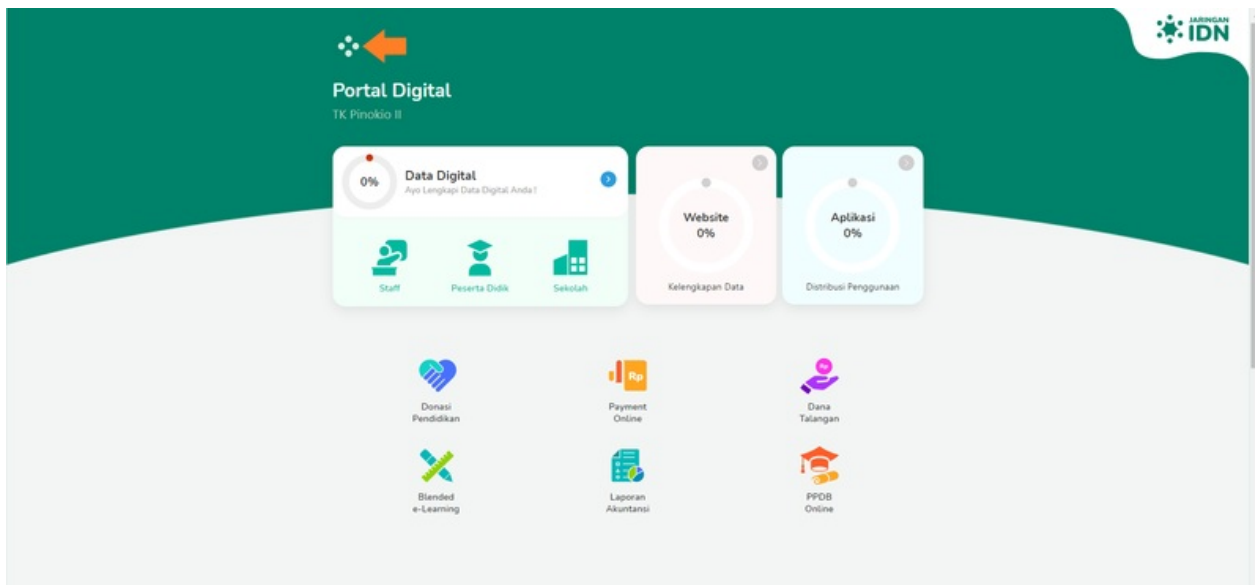 JARINGAN
IDN
Portal Digital
TK Pinokio II
0%
Data Digital
Ayo Lengkapi Data Digital Anda !
Staff
Peserta Didik
Sekolah
Website
0%
Kelengkapan Data
Aplikasi
0%
Distribusi Penggunaan
Donasi
Pendidikan
Rp
Payment
Online
Rp
Dana
Talangan
Blended
e-Learning
Laporan
Akuntansi
PPDB
Online